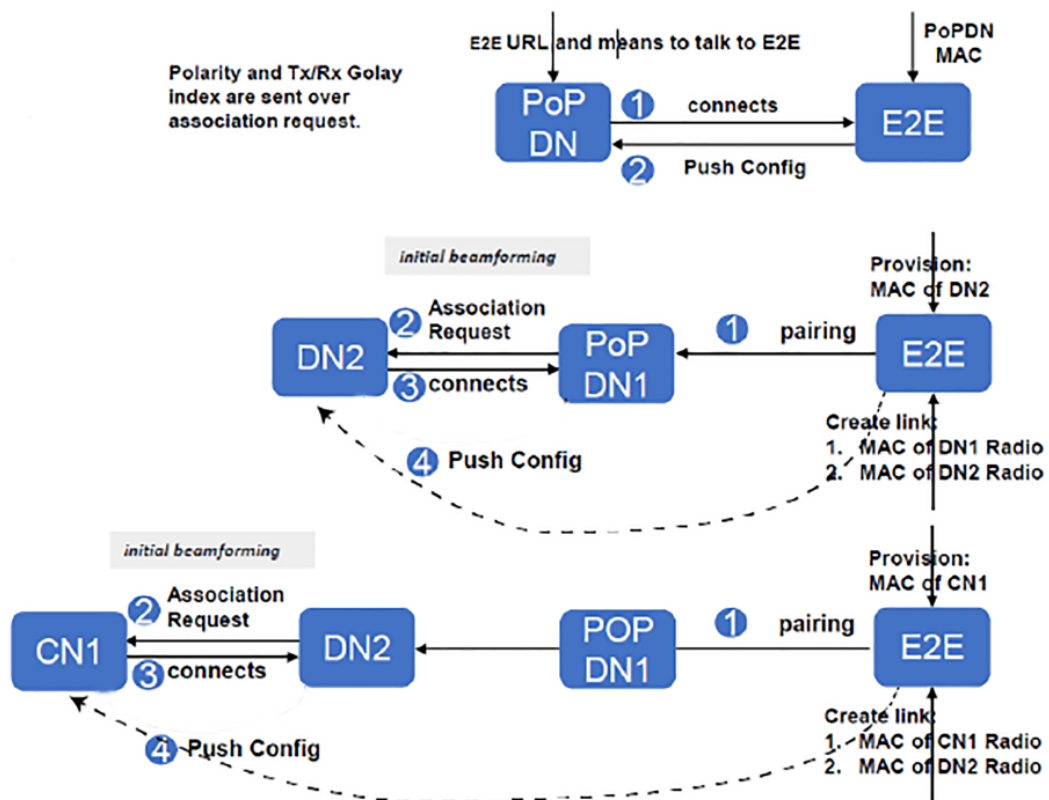 E2E URL and means to talk to E2E
PoPDN
MAC
Polarity and Tx/Rx Golay
index are sent over
association request.
PoP
DN
1 connects
E2E
2 Push Config
initial beamforming
Provision:
MAC of DN2
2 Association
Request
1 pairing
DN2
PoP
DN1
E2E
3 connects
Create link:
1. MAC of DN1 Radio
2. MAC of DN2 Radio
4 Push Config
initial beamforming
Provision:
MAC of CN1
2 Association
Request
1 pairing
CN1
DN2
POP
DN1
E2E
3 connects
Create link:
1. MAC of CN1 Radio
2. MAC of DN2 Radio
4 Push Config